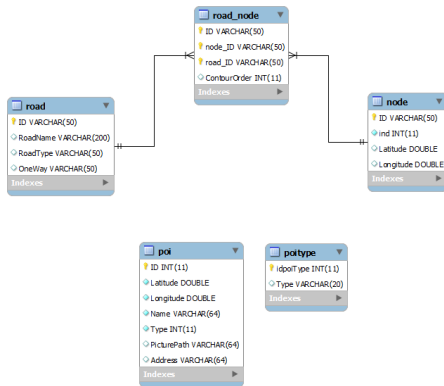 road_node
ID VARCHAR(50)
node_ID VARCHAR(50)
road_ID VARCHAR(50)
ContourOrder INT(11)
Indexes
road
ID VARCHAR(50)
RoadName VARCHAR(200)
RoadType VARCHAR(50)
OneWay VARCHAR(50)
Indexes
node
ID VARCHAR(50)
ind INT(11)
Latitude DOUBLE
Longitude DOUBLE
Indexes
poi
ID INT(11)
Latitude DOUBLE
Longitude DOUBLE
Name VARCHAR(64)
Type INT(11)
PicturePath VARCHAR(64)
Address VARCHAR(64)
Indexes
poitype
idpoiType INT(11)
Type VARCHAR(20)
Indexes